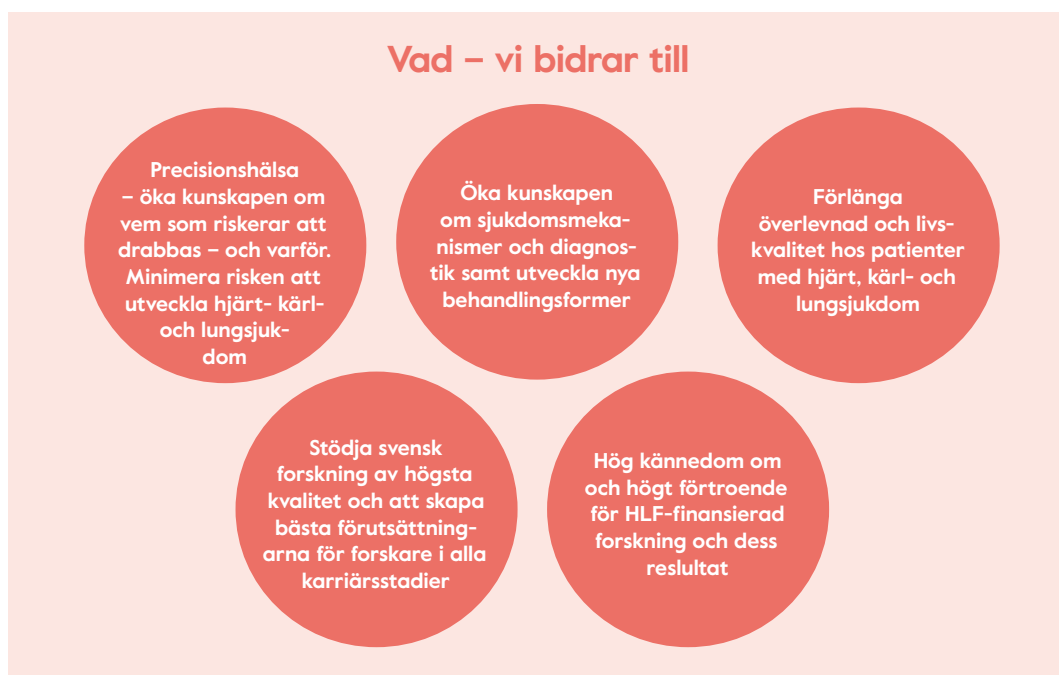 Vad – vi bidrar till
Precisionshälsa
– öka kunskapen om
vem som riskerar att
drabbas – och varför.
Minimera risken att
utveckla hjärt- kärl-
och lungsjuk-
dom
Öka kunskapen
om sjukdomsmeka-
nismer och diagnos-
tik samt utveckla nya
behandlingsformer
Förlänga
överlevnad och livs-
kvalitet hos patienter
med hjärt, kärl- och
lungsjukdom
Stödja svensk
forskning av högsta
kvalitet och att skapa
bästa förutsättning-
arna för forskare i alla
karriärsstadier
Hög kännedom om
och högt förtroende
för HLF-finansierad
forskning och dess
reslultat